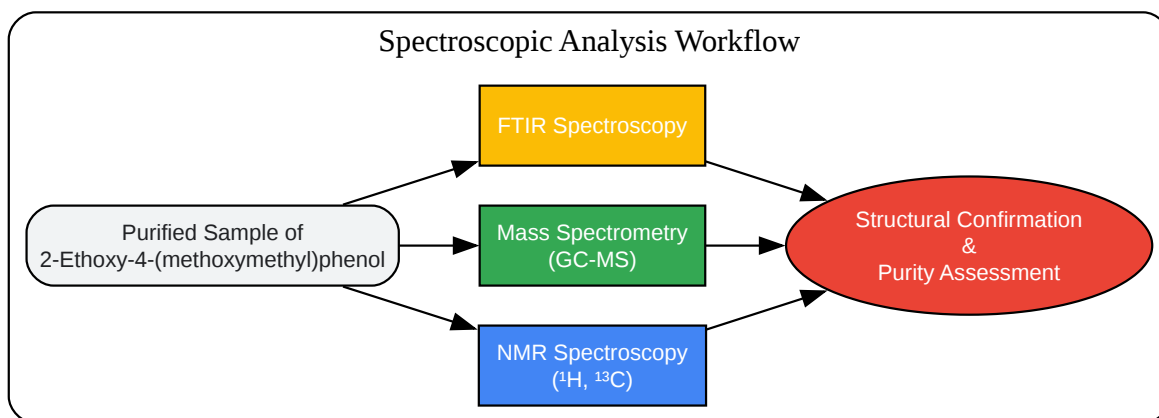 Spectroscopic Analysis Workflow
FTIR Spectroscopy
Purified Sample of
2-Ethoxy-4-(methoxymethyl)phenol
Mass Spectrometry
(GC-MS)
NMR Spectroscopy
(¹H, ¹³C)
Structural Confirmation
&
Purity Assessment